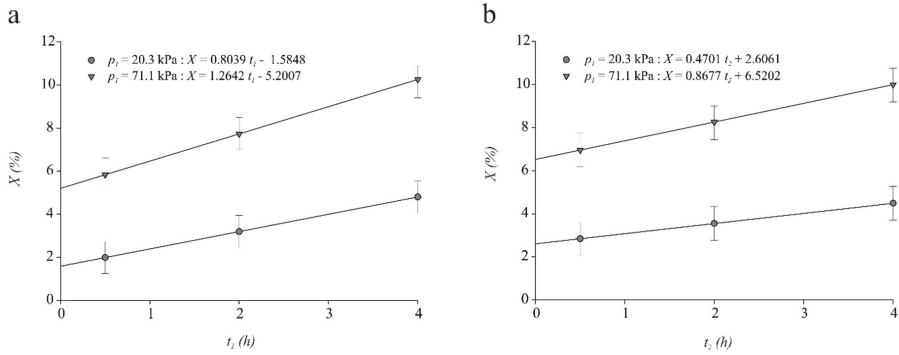 a
12
10
8
6
4
2
0
X (%)
p1 = 20.3 kPa : X = 0.8039 t1 - 1.5848
p1 = 71.1 kPa : X = 1.2642 t1 - 5.2007
0 1 2 3 4
t1 (h)
b
12
10
8
6
4
2
0
X (%)
p1 = 20.3 kPa : X = 0.4701 t2 + 2.6061
p1 = 71.1 kPa : X = 0.8677 t2 + 6.5202
0 1 2 3 4
t2 (h)